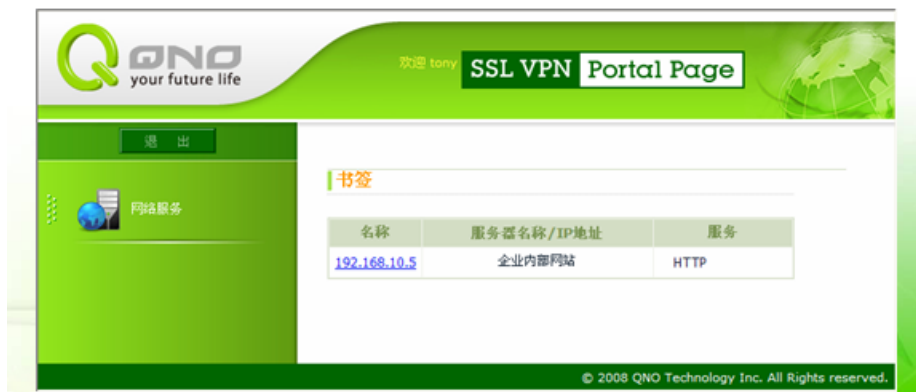 QNO
your future life
欢迎 tony SSL VPN Portal Page
退 出
网络服务
书签
名称 服务器名称/IP地址 服务
192.168.10.5 企业内部网站 HTTP
© 2008 QNO Technology Inc. All Rights reserved.